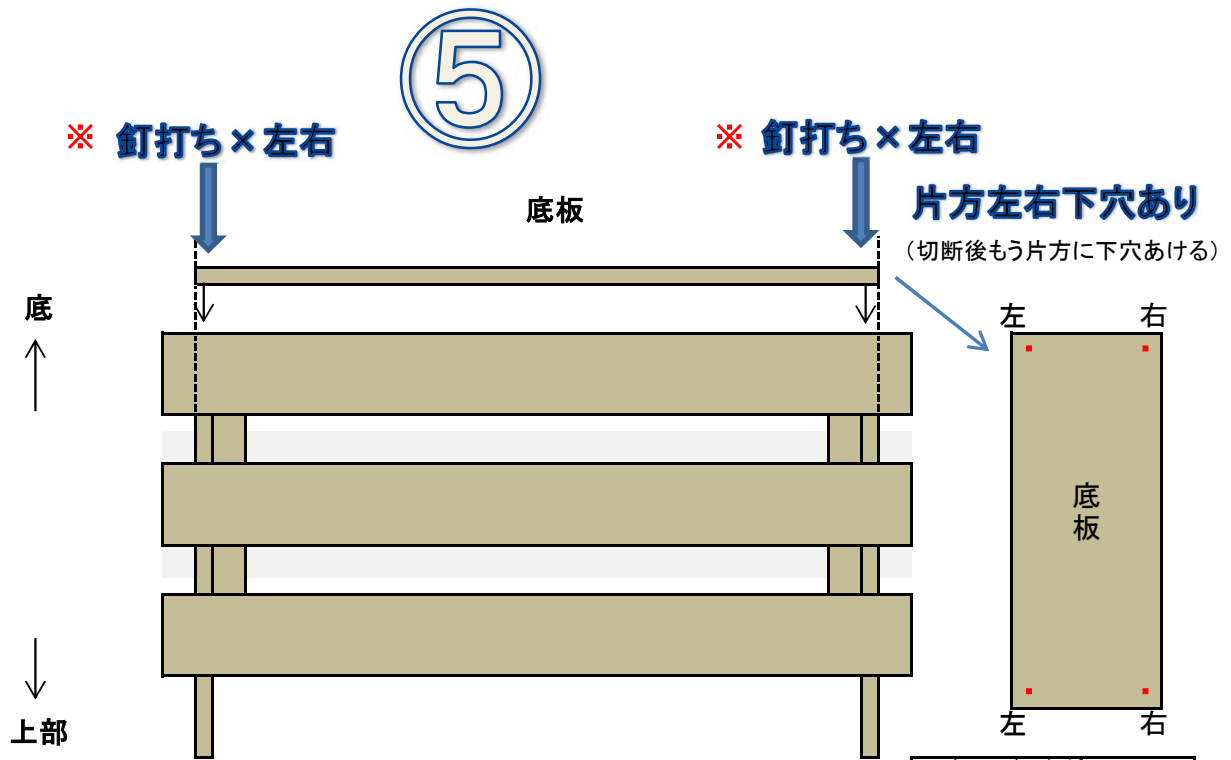 ⑤
※ 釘打ち×左右
※ 釘打ち×左右
底板
片方左右下穴あり
（切断後もう片方に下穴あける）
底
左 右
底板
上部
左 右